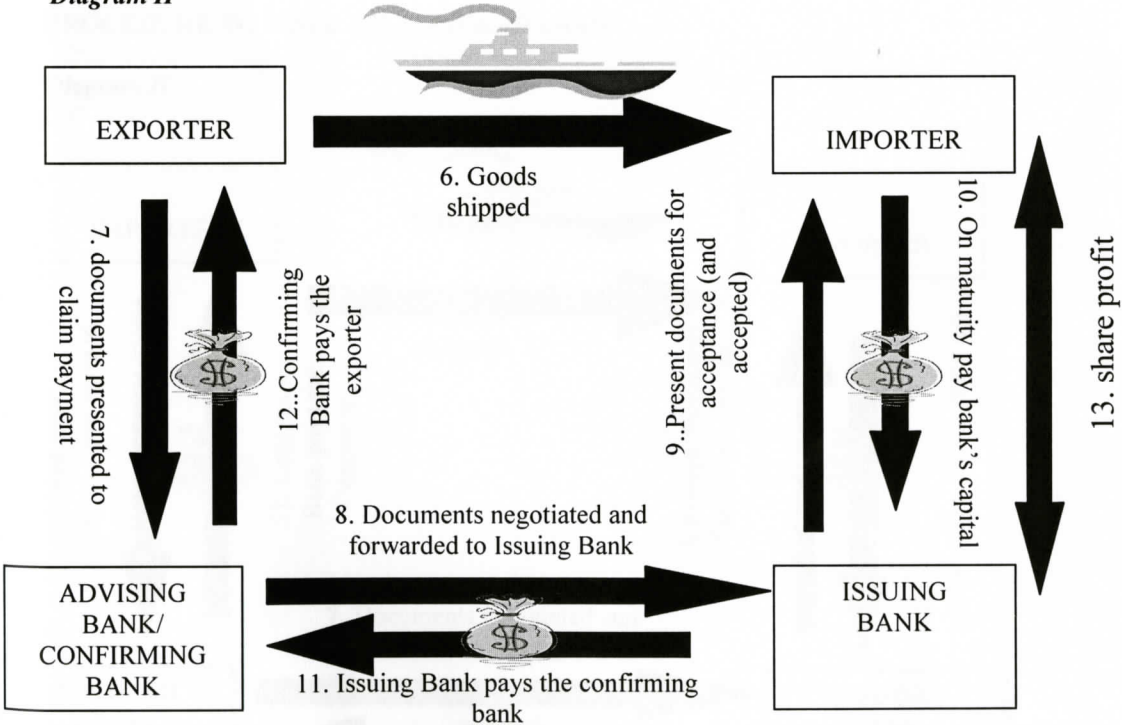 Diagram II
EXPORTER
IMPORTER
6. Goods
shipped
7. documents presented to
claim payment
12..Confirming
Bank pays the
exporter
9..Present documents for
acceptance (and
accepted)
10. On maturity pay bank's capital
13. share profit
8. Documents negotiated and
forwarded to Issuing Bank
ADVISING
BANK/
CONFIRMING
BANK
ISSUING
BANK
11. Issuing Bank pays the confirming
bank